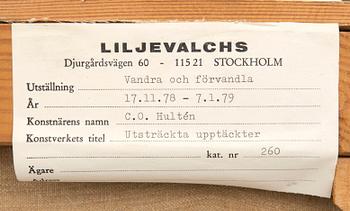 LILJEVALCHS
Djurgårdsvägen 60 - 115 21 STOCKHOLM
Utställning Vandra och förvandla
År 17.11.78 - 7.1.79
Konstnärens namn C.O. Hultén
Konstverkets titel Utsträckta upptäckter
kat. nr 260
Ägare